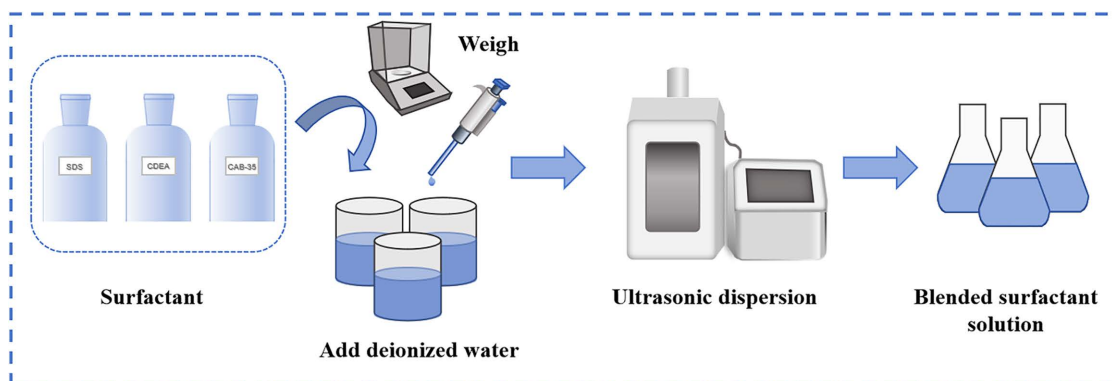 Weigh
SDS
CDEA
CAB-35
Surfactant
Add deionized water
Ultrasonic dispersion
Blended surfactant
solution